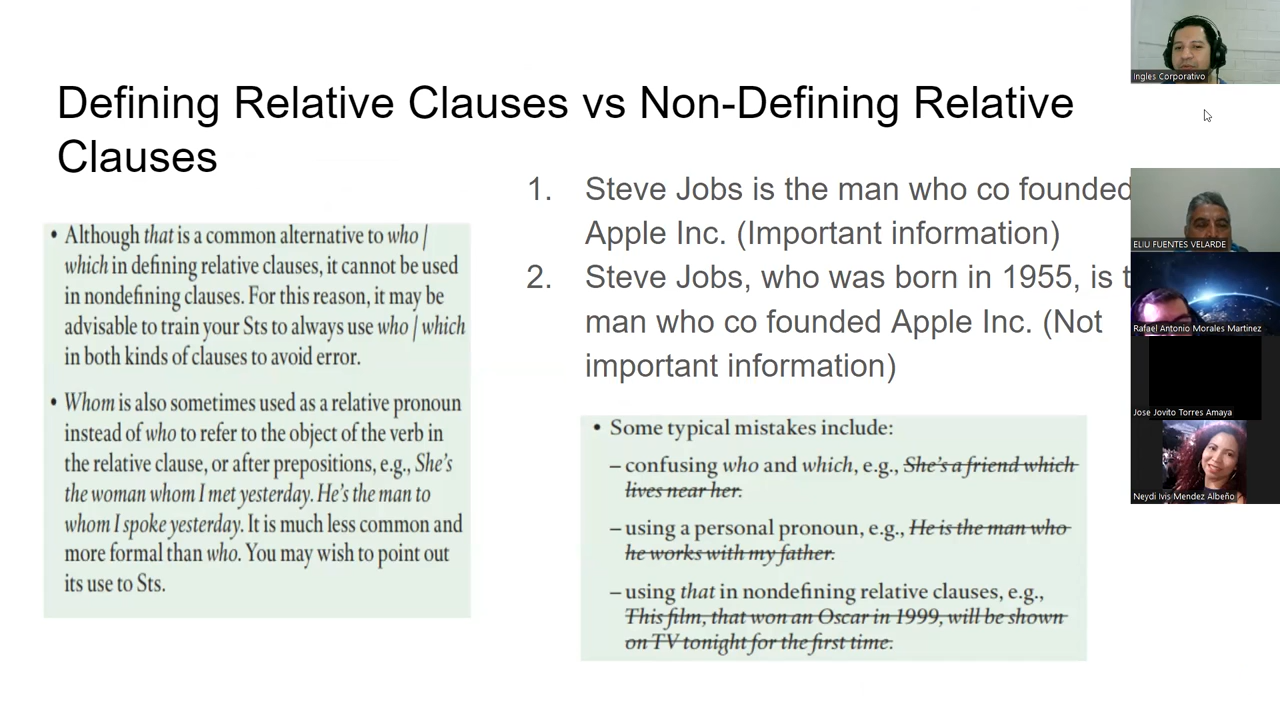 Defining Relative Clauses vs Non-Defining Relative
Clauses
• Although that is a common alternative to who /
which in defining relative clauses, it cannot be used
in nondefining clauses. For this reason, it may be
advisable to train your Sts to always use who / which
in both kinds of clauses to avoid error.
• Whom is also sometimes used as a relative pronoun
instead of who to refer to the object of the verb in
the relative clause, or after prepositions, e.g., She's
the woman whom I met yesterday. He's the man to
whom I spoke yesterday. It is much less common and
more formal than who. You may wish to point out
its use to Sts.
1. Steve Jobs is the man who co founded
Apple Inc. (Important information)
2. Steve Jobs, who was born in 1955, is t
man who co founded Apple Inc. (Not
important information)
• Some typical mistakes include:
– confusing who and which, e.g., She's a friend which
lives near her.
– using a personal pronoun, e.g., He is the man who
he works with my father.
– using that in nondefining relative clauses, e.g.,
This film, that won an Oscar in 1999, will be shown
on TV tonight for the first time.
Ingles Corporativo
ELIU FUENTES VELARDE
Rafael Antonio Morales Martinez
Jose Jovito Torres Amaya
Neydi Ivis Mendez Albeño